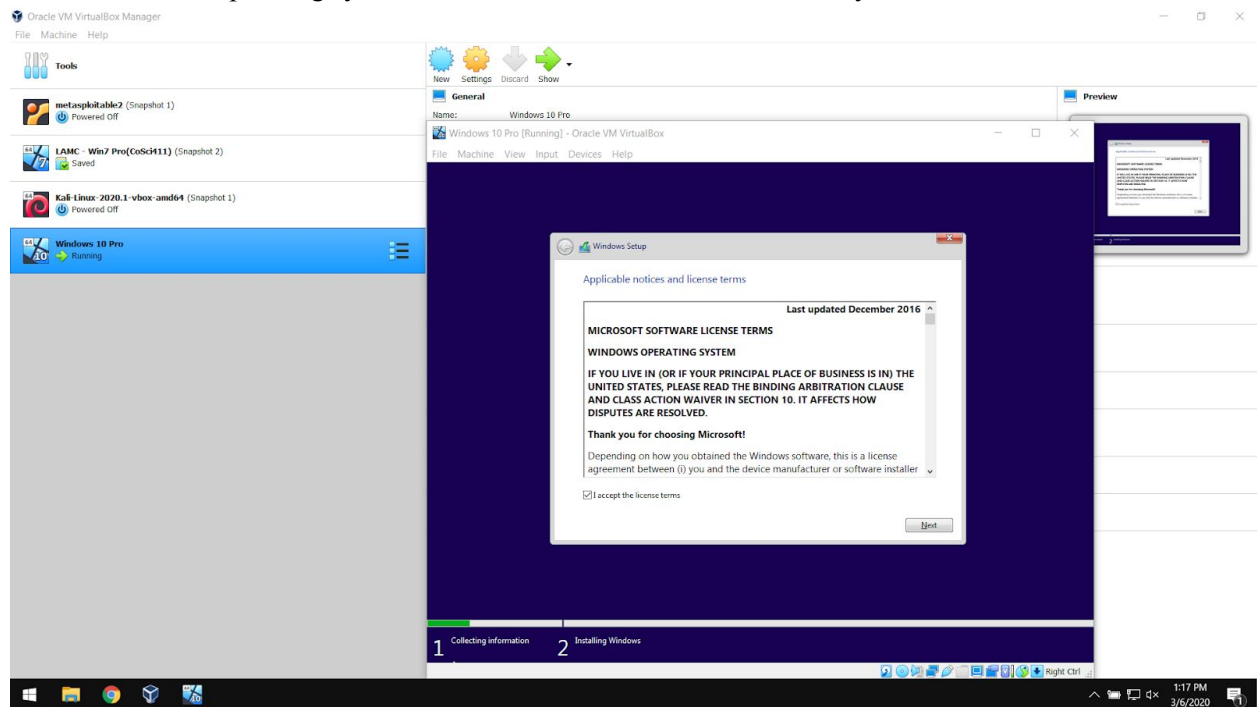 Oracle VM VirtualBox Manager
File Machine Help
Tools
New Settings Discard Show
metasploitable2 (Snapshot 1)
Powered Off
LAMC - Win7 Pro(CoSci411) (Snapshot 2)
Saved
Kali-Linux-2020.1-vbox-amd64 (Snapshot 1)
Powered Off
Windows 10 Pro
Running
General
Name: Windows 10 Pro
Preview
Windows 10 Pro [Running] - Oracle VM VirtualBox
File Machine View Input Devices Help
Windows Setup
Applicable notices and license terms
Last updated December 2016
MICROSOFT SOFTWARE LICENSE TERMS
WINDOWS OPERATING SYSTEM
IF YOU LIVE IN (OR IF YOUR PRINCIPAL PLACE OF BUSINESS IS IN) THE
UNITED STATES, PLEASE READ THE BINDING ARBITRATION CLAUSE
AND CLASS ACTION WAIVER IN SECTION 10. IT AFFECTS HOW
DISPUTES ARE RESOLVED.
Thank you for choosing Microsoft!
Depending on how you obtained the Windows software, this is a license
agreement between (i) you and the device manufacturer or software installer
I accept the license terms
Next
1 Collecting information 2 Installing Windows
Right Ctrl
1:17 PM
3/6/2020